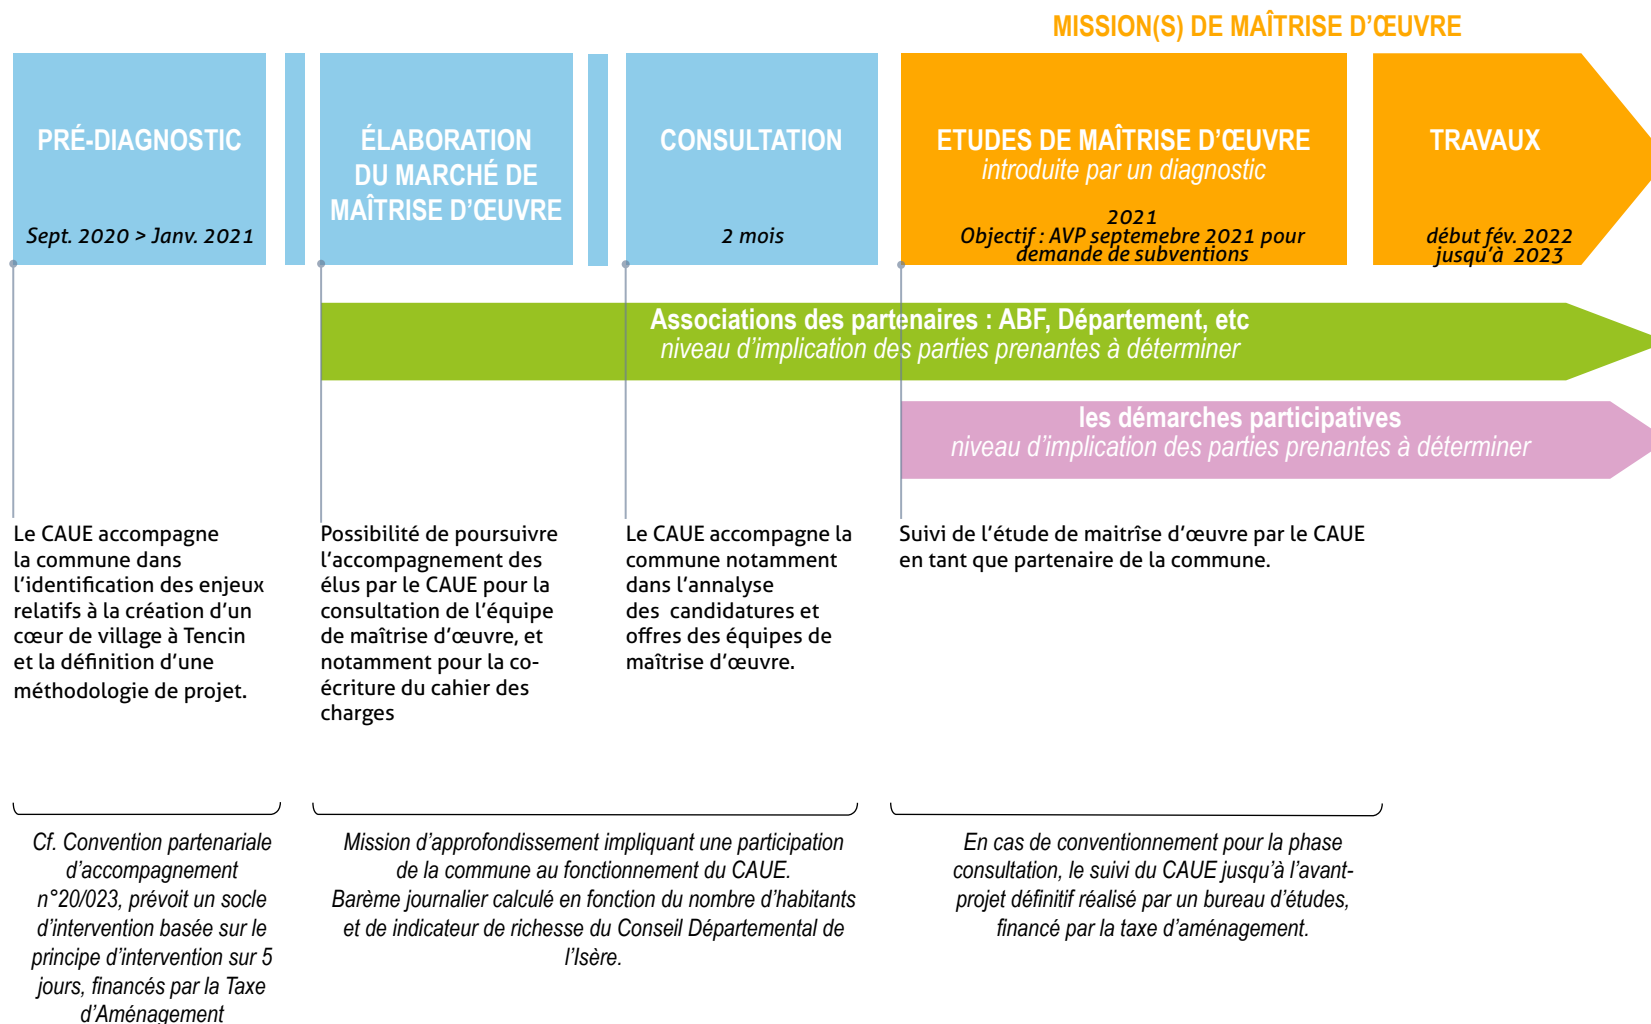 MISSION(S) DE MAÎTRISE D'ŒUVRE
PRÉ-DIAGNOSTIC
Sept. 2020 > Janv. 2021
ÉLABORATION
DU MARCHÉ DE
MAÎTRISE D'ŒUVRE
CONSULTATION
2 mois
ETUDES DE MAÎTRISE D'ŒUVRE
introduite par un diagnostic
2021
Objectif : AVP septemebre 2021 pour
demande de subventions
TRAVAUX
début fév. 2022
jusqu'à 2023
Associations des partenaires : ABF, Département, etc
niveau d'implication des parties prenantes à déterminer
les démarches participatives
niveau d'implication des parties prenantes à déterminer
Le CAUE accompagne
la commune dans
l'identification des enjeux
relatifs à la création d'un
cœur de village à Tencin
et la définition d'une
méthodologie de projet.
Possibilité de poursuivre
l'accompagnement des
élus par le CAUE pour la
consultation de l'équipe
de maîtrise d'œuvre, et
notamment pour la co-
écriture du cahier des
charges
Le CAUE accompagne la
commune notamment
dans l'annalyse
des candidatures et
offres des équipes de
maîtrise d'œuvre.
Suivi de l'étude de maitrîse d'œuvre par le CAUE
en tant que partenaire de la commune.
Cf. Convention partenariale
d'accompagnement
n°20/023, prévoit un socle
d'intervention basée sur le
principe d'intervention sur 5
jours, financés par la Taxe
d'Aménagement
Mission d'approfondissement impliquant une participation
de la commune au fonctionnement du CAUE.
Barème journalier calculé en fonction du nombre d'habitants
et de indicateur de richesse du Conseil Départemental de
l'Isère.
En cas de conventionnement pour la phase
consultation, le suivi du CAUE jusqu'à l'avant-
projet définitif réalisé par un bureau d'études,
financé par la taxe d'aménagement.